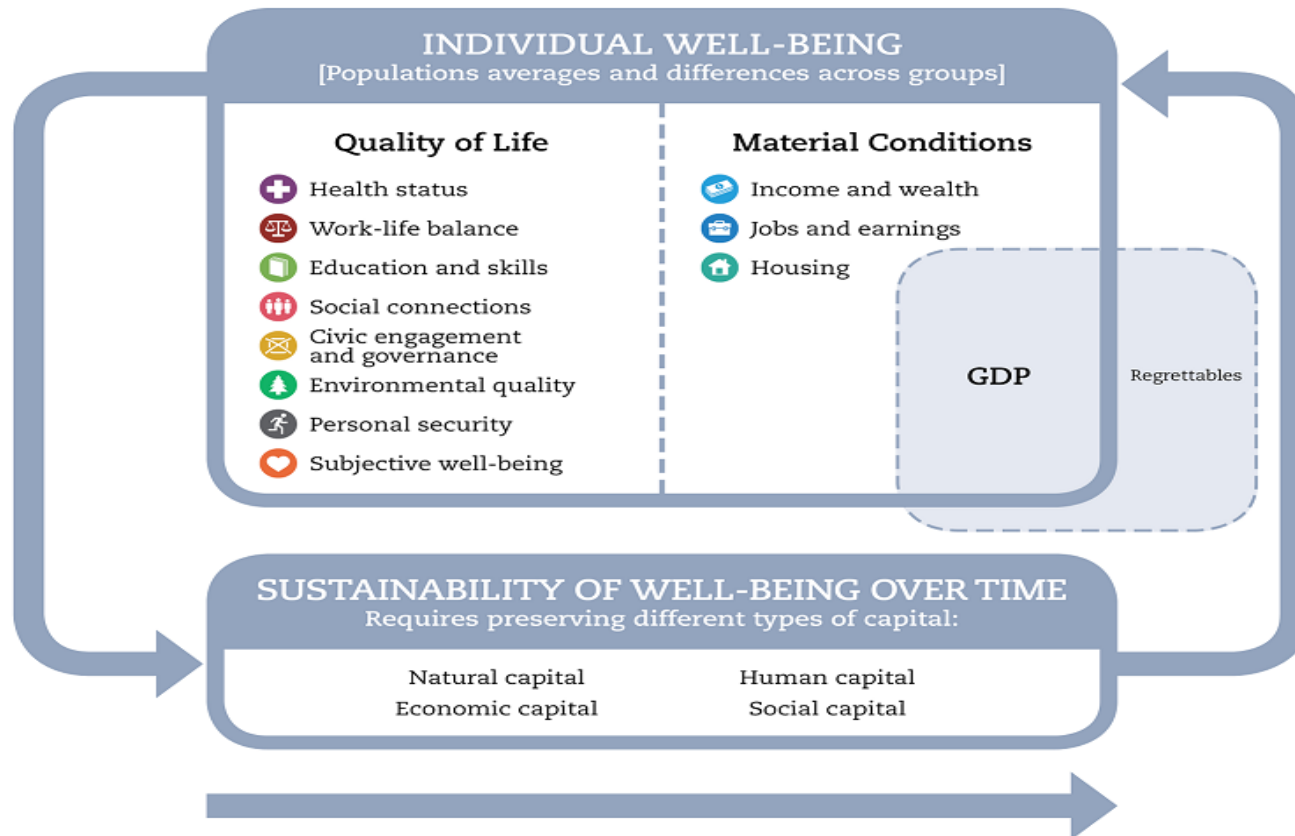 INDIVIDUAL WELL-BEING
[Populations averages and differences across groups]
Quality of Life
Health status
Work-life balance
Education and skills
Social connections
Civic engagement
and governance
Environmental quality
Personal security
Subjective well-being
Material Conditions
Income and wealth
Jobs and earnings
Housing
GDP
Regrettables
SUSTAINABILITY OF WELL-BEING OVER TIME
Requires preserving different types of capital:
Natural capital
Human capital
Economic capital
Social capital